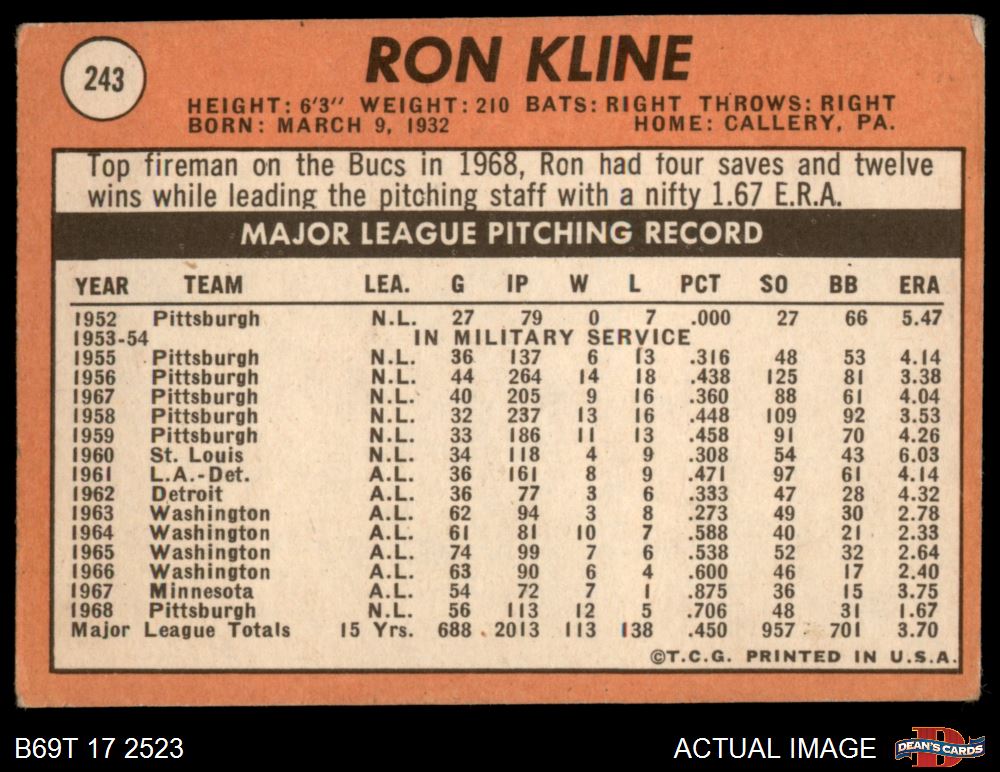 243
RON KLINE
HEIGHT: 6'3" WEIGHT: 210 BATS: RIGHT THROWS: RIGHT
BORN: MARCH 9, 1932 HOME: CALLERY, PA.
Top fireman on the Bucs in 1968, Ron had four saves and twelve
wins while leading the pitching staff with a nifty 1.67 E.R.A.
MAJOR LEAGUE PITCHING RECORD
YEAR TEAM LEA. G IP W L PCT SO BB ERA
1952 Pittsburgh N.L. 27 79 0 7 .000 27 66 5.47
1953-54 IN MILITARY SERVICE
1955 Pittsburgh N.L. 36 137 6 13 .316 48 53 4.14
1956 Pittsburgh N.L. 44 264 14 18 .438 125 81 3.38
1967 Pittsburgh N.L. 40 205 9 16 .360 88 61 4.04
1958 Pittsburgh N.L. 32 237 13 16 .448 109 92 3.53
1959 Pittsburgh N.L. 33 186 11 13 .458 91 70 4.26
1960 St. Louis N.L. 34 118 4 9 .308 54 43 6.03
1961 L.A.-Det. A.L. 36 161 8 9 .471 97 61 4.14
1962 Detroit A.L. 36 77 3 6 .333 47 28 4.32
1963 Washington A.L. 62 94 3 8 .273 49 30 2.78
1964 Washington A.L. 61 81 10 7 .588 40 21 2.33
1965 Washington A.L. 74 99 7 6 .538 52 32 2.64
1966 Washington A.L. 63 90 6 4 .600 46 17 2.40
1967 Minnesota A.L. 54 72 7 1 .875 36 15 3.75
1968 Pittsburgh N.L. 56 113 12 5 .706 48 31 1.67
Major League Totals 15 Yrs. 688 2013 113 138 .450 957 701 3.70
©T.C.G. PRINTED IN U.S.A.
B69T 17 2523 ACTUAL IMAGE DEAN'S CARDS